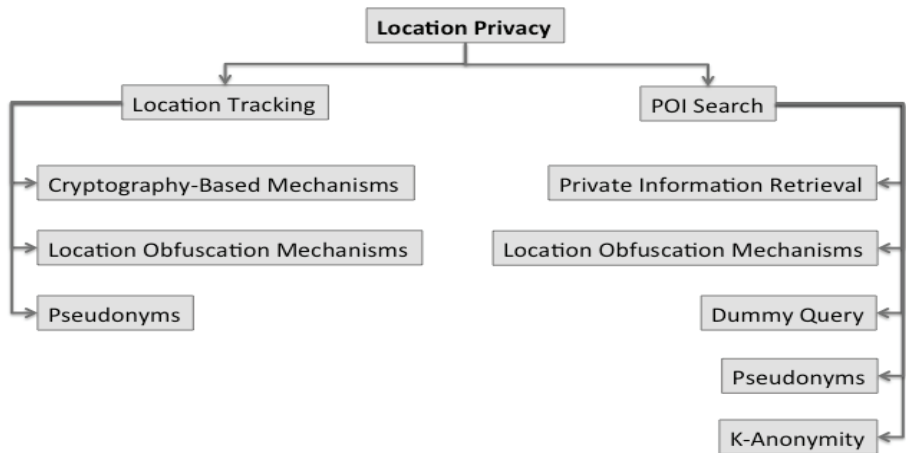 Location Privacy
Location Tracking
POI Search
Cryptography-Based Mechanisms
Private Information Retrieval
Location Obfuscation Mechanisms
Location Obfuscation Mechanisms
Pseudonyms
Dummy Query
Pseudonyms
K-Anonymity